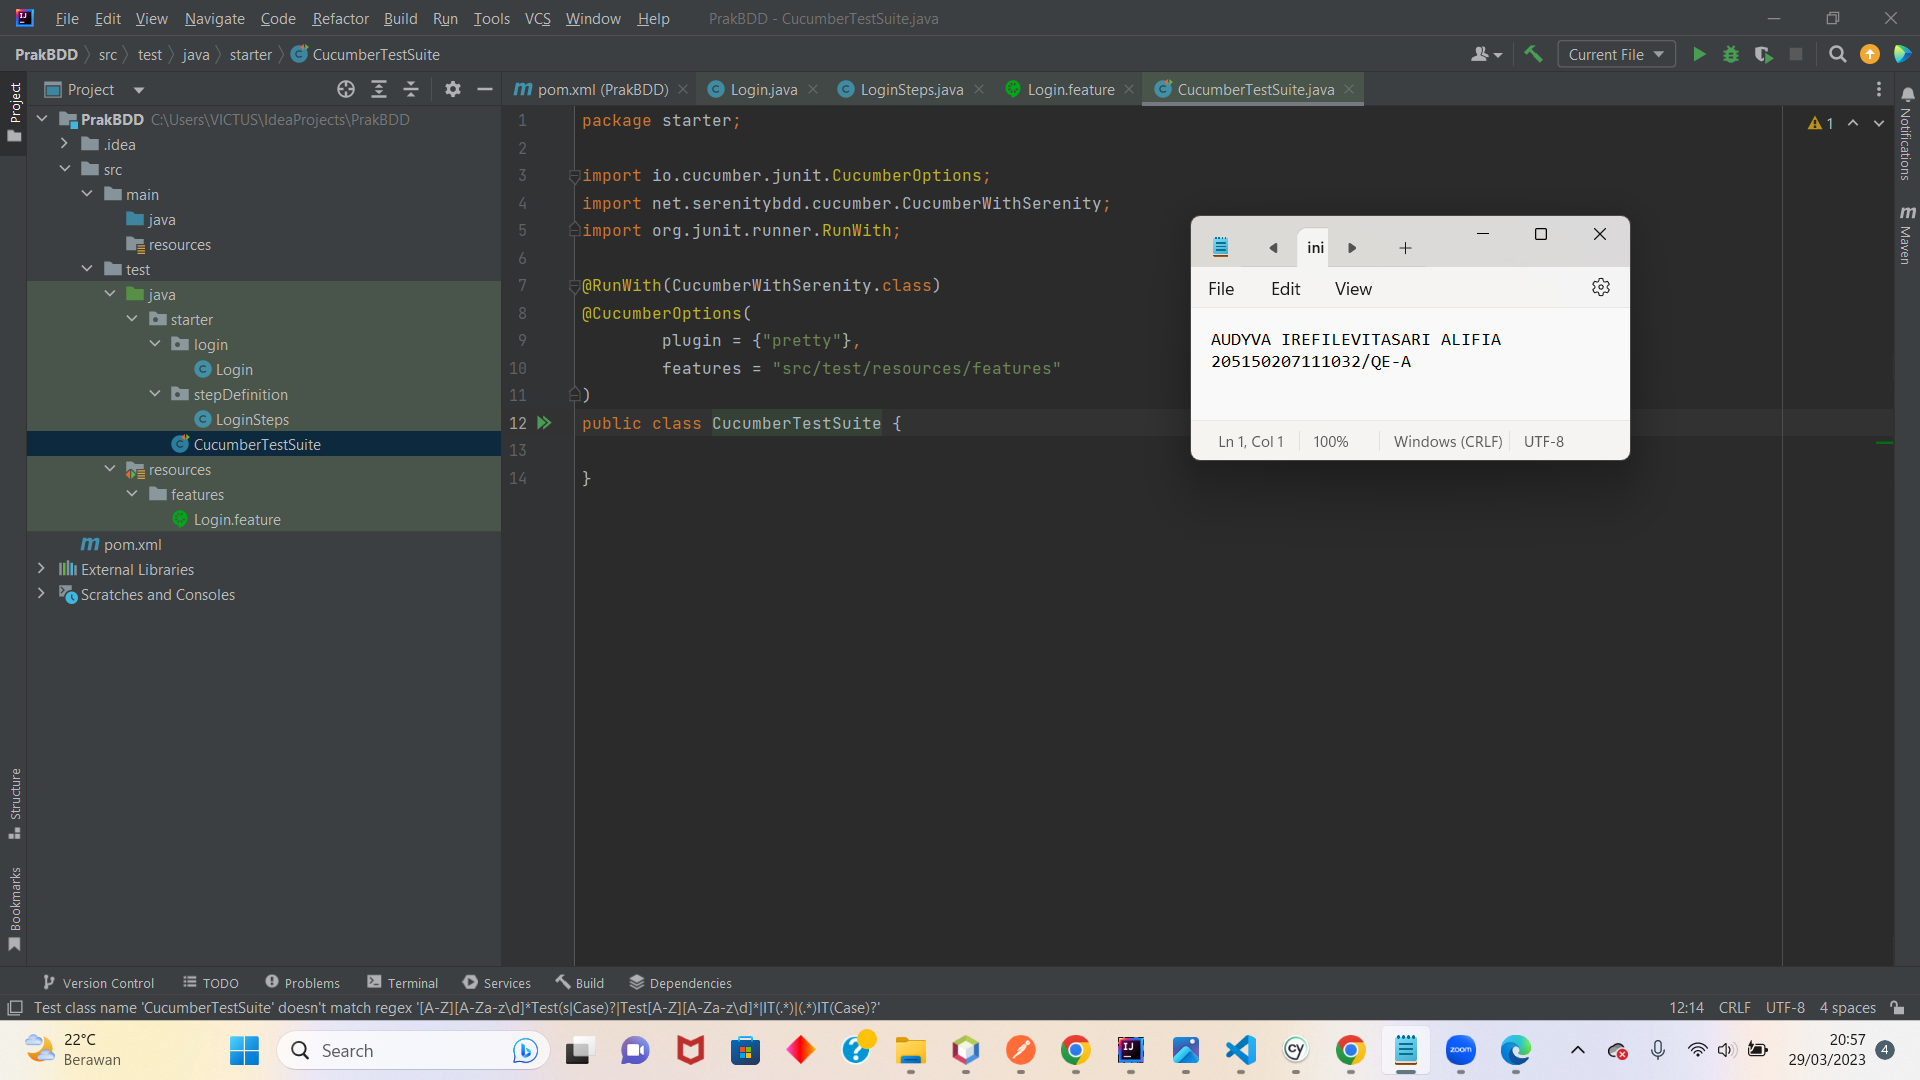 File Edit View Navigate Code Refactor Build Run Tools VCS Window Help PrakBDD - CucumberTestSuite.java
PrakBDD src test java starter CucumberTestSuite
Current File
Project
pom.xml (PrakBDD)
Login.java
LoginSteps.java
Login.feature
CucumberTestSuite.java
Project
PrakBDD C:\Users\VICTUS\IdeaProjects\PrakBDD
.idea
src
main
java
resources
test
java
starter
login
Login
stepDefinition
LoginSteps
CucumberTestSuite
resources
features
Login.feature
pom.xml
External Libraries
Scratches and Consoles
Structure
Bookmarks
1 package starter;
2
3 import io.cucumber.junit.CucumberOptions;
4 import net.serenitybdd.cucumber.CucumberWithSerenity;
5 import org.junit.runner.RunWith;
6
7 @RunWith(CucumberWithSerenity.class)
8 @CucumberOptions(
9 plugin = {"pretty"},
10 features = "src/test/resources/features"
11 )
12 public class CucumberTestSuite {
13
14 }
1
Notifications
Maven
ini
File Edit View
AUDYVA IREFILEVITASARI ALIFIA
205150207111032/QE-A
Ln 1, Col 1 100% Windows (CRLF) UTF-8
Version Control TODO Problems Terminal Services Build Dependencies
Test class name 'CucumberTestSuite' doesn't match regex '[A-Z][A-Za-z\d]*Test(s|Case)?|Test[A-Z][A-Za-z\d]*|IT(.*)|(.*)IT(Case)?'
12:14 CRLF UTF-8 4 spaces
22°C
Berawan
Search
zoom
20:57
29/03/2023
4